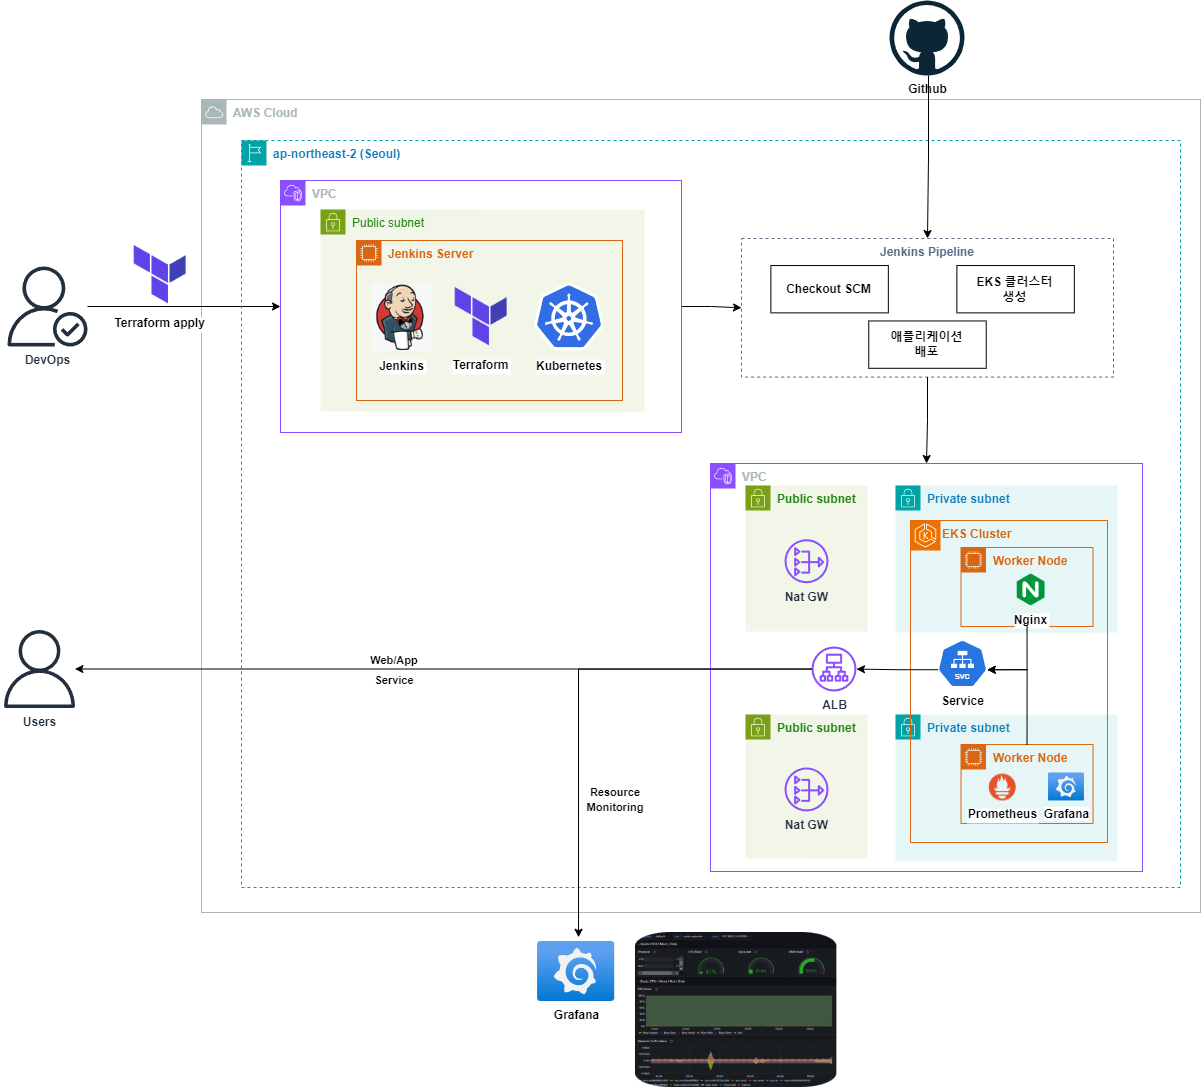 Github
AWS Cloud
ap-northeast-2 (Seoul)
VPC
Public subnet
Jenkins Server
Jenkins
Terraform
Kubernetes
Terraform apply
DevOps
Jenkins Pipeline
Checkout SCM
EKS 클러스터
생성
애플리케이션
배포
VPC
Public subnet
Nat GW
Private subnet
EKS Cluster
Worker Node
Nginx
Web/App
Service
Users
ALB
SVC
Service
Public subnet
Nat GW
Private subnet
Worker Node
Prometheus
Grafana
Resource
Monitoring
Grafana